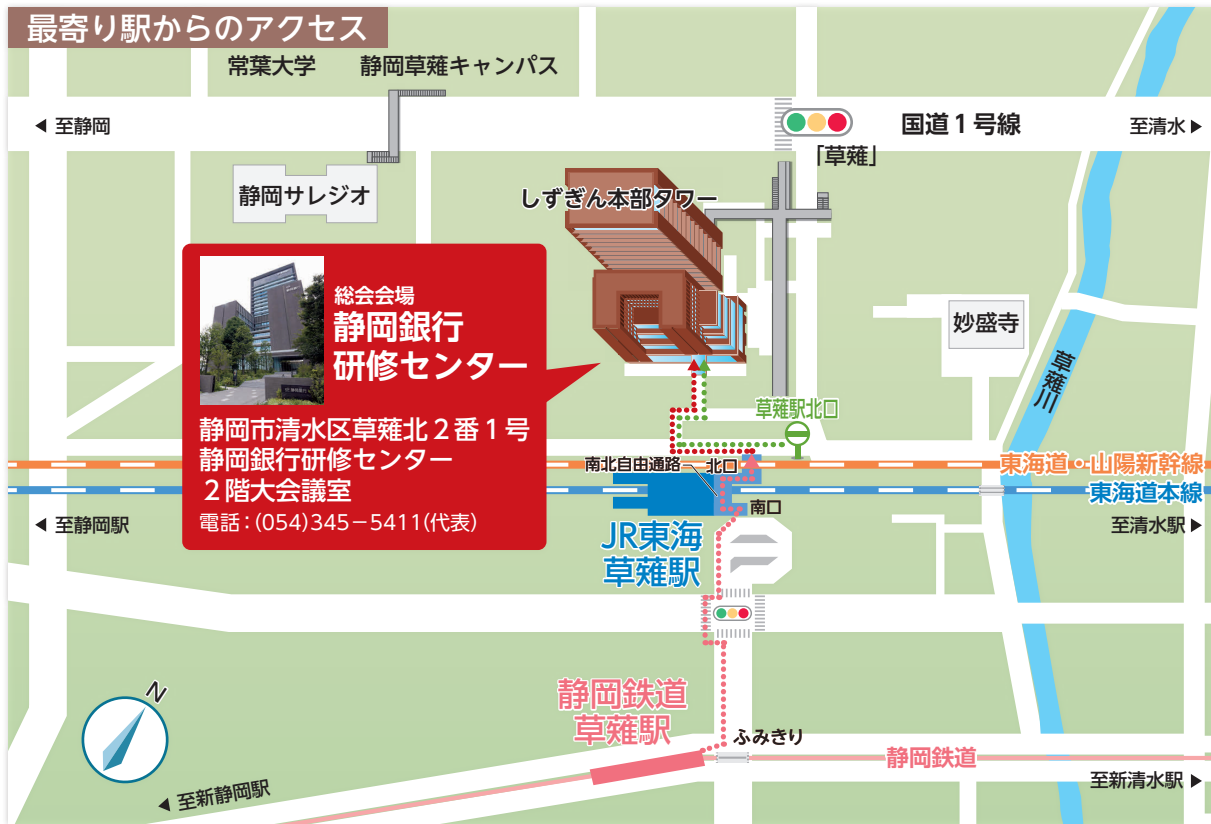 最寄り駅からのアクセス
常葉大学 静岡草薙キャンパス
◀ 至静岡
国道1号線
至清水 ▶
「草薙」
静岡サレジオ
しずぎん本部タワー
総会会場
静岡銀行
研修センター
静岡市清水区草薙北2番1号
静岡銀行研修センター
2階大会議室
電話:(054)345-5411(代表)
妙盛寺
草薙川
草薙駅北口
南北自由通路
北口
東海道・山陽新幹線
東海道本線
南口
◀ 至静岡駅
至清水駅 ▶
JR東海
草薙駅
N
静岡鉄道
草薙駅
ふみきり
静岡鉄道
◀ 至新静岡駅
至新清水駅 ▶